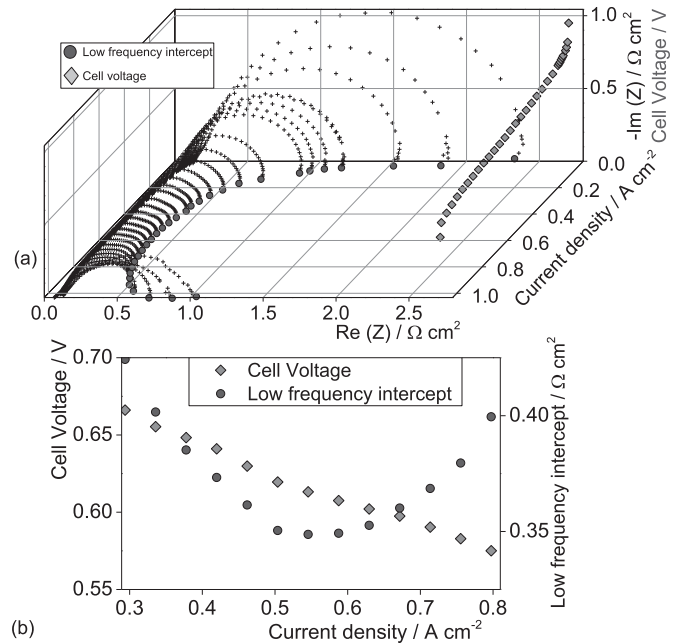 1.0
Low frequency intercept
Cell voltage
0.5
-Im (Z) / Ω cm²
Cell Voltage / V
0.0
0.2
0.4
0.6
0.8
1.0
Current density / A cm⁻²
(a)
0.0 0.5 1.0 1.5 2.0 2.5
Re (Z) / Ω cm²
0.70
0.65
0.60
0.55
Cell Voltage / V
Cell Voltage
Low frequency intercept
0.40
0.35
Low frequency intercept / Ω cm²
0.3 0.4 0.5 0.6 0.7 0.8
Current density / A cm⁻²
(b)